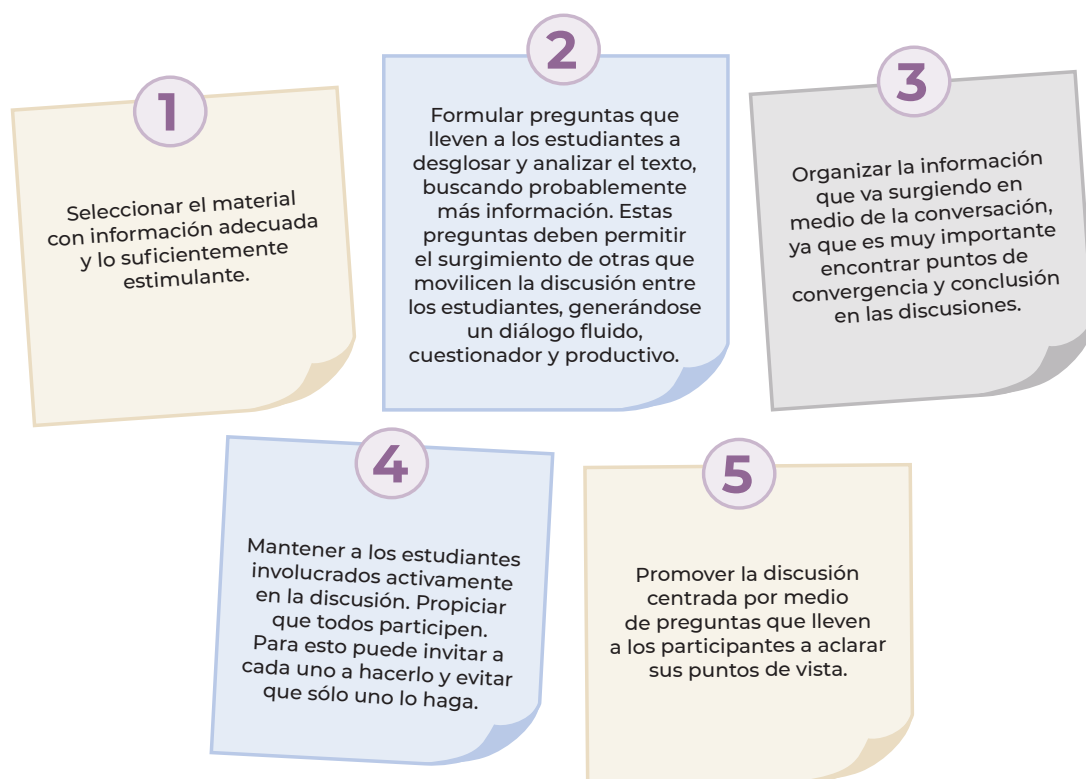 1
Seleccionar el material
con información adecuada
y lo suficientemente
estimulante.
2
Formular preguntas que
lleven a los estudiantes a
desglosar y analizar el texto,
buscando probablemente
más información. Estas
preguntas deben permitir
el surgimiento de otras que
movilicen la discusión entre
los estudiantes, generándose
un diálogo fluido,
cuestionador y productivo.
3
Organizar la información
que va surgiendo en
medio de la conversación,
ya que es muy importante
encontrar puntos de
convergencia y conclusión
en las discusiones.
4
Mantener a los estudiantes
involucrados activamente
en la discusión. Propiciar
que todos participen.
Para esto puede invitar a
cada uno a hacerlo y evitar
que sólo uno lo haga.
5
Promover la discusión
centrada por medio
de preguntas que lleven
a los participantes a aclarar
sus puntos de vista.